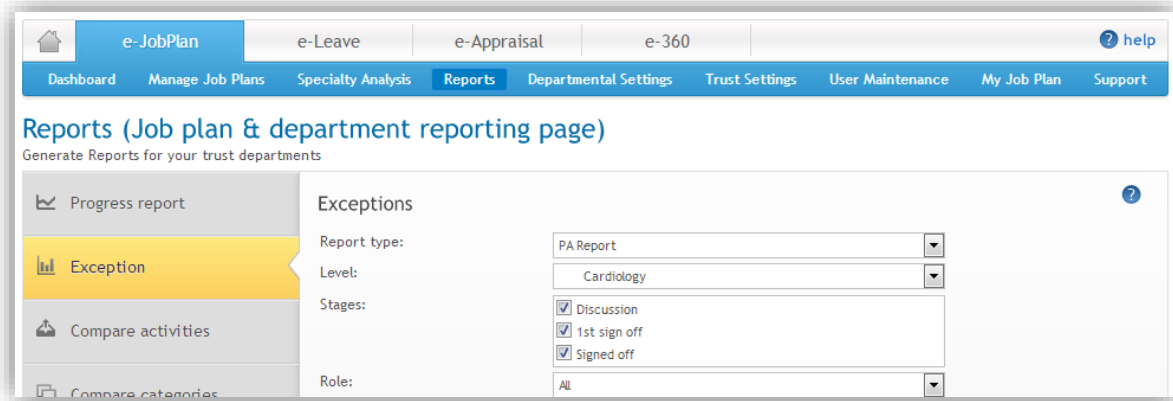 e-JobPlan e-Leave e-Appraisal e-360 ? help
Dashboard Manage Job Plans Specialty Analysis Reports Departmental Settings Trust Settings User Maintenance My Job Plan Support
Reports (Job plan & department reporting page)
Generate Reports for your trust departments
Progress report
Exception
Compare activities
Compare categories
Exceptions ?
Report type: PA Report
Level: Cardiology
Stages: Discussion
1st sign off
Signed off
Role: All